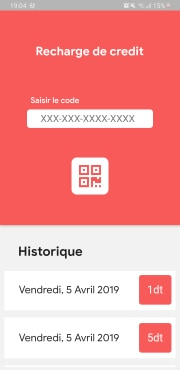 19:04
15%
Recharge de credit
Saisir le code
XXX-XXX-XXXX-XXXX
Historique
Vendredi, 5 Avril 2019
1dt
Vendredi, 5 Avril 2019
5dt